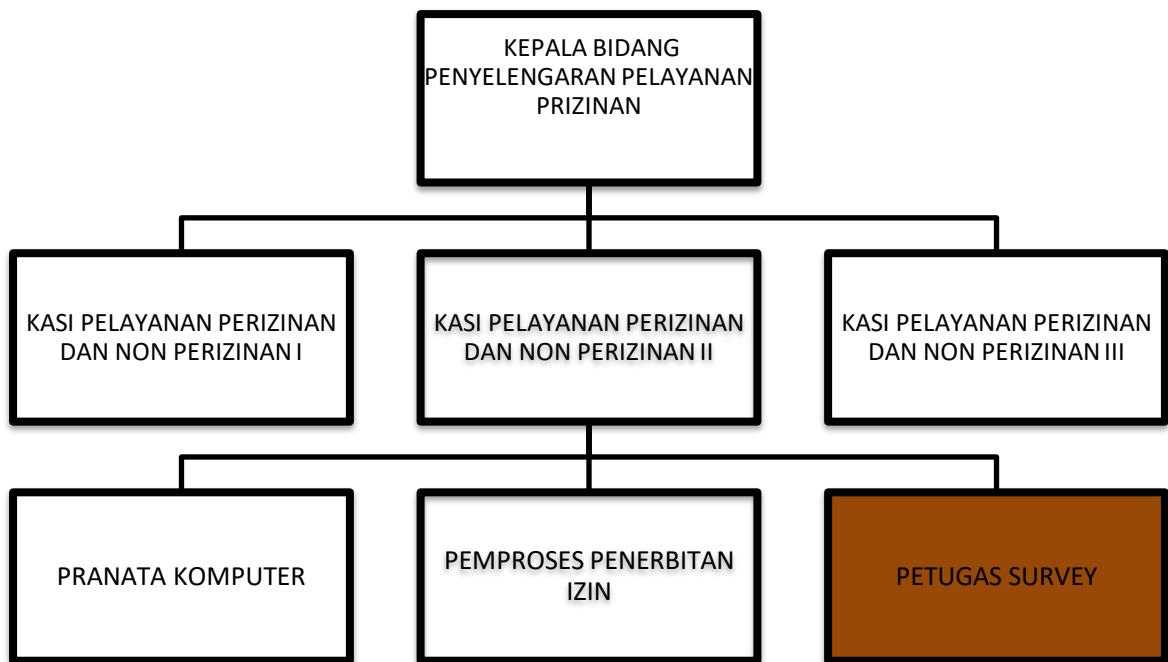 KEPALA BIDANG
PENYELENGARAN PELAYANAN
PRIZINAN
KASI PELAYANAN PERIZINAN
DAN NON PERIZINAN I
KASI PELAYANAN PERIZINAN
DAN NON PERIZINAN II
KASI PELAYANAN PERIZINAN
DAN NON PERIZINAN III
PRANATA KOMPUTER
PEMPROSES PENERBITAN
IZIN
PETUGAS SURVEY